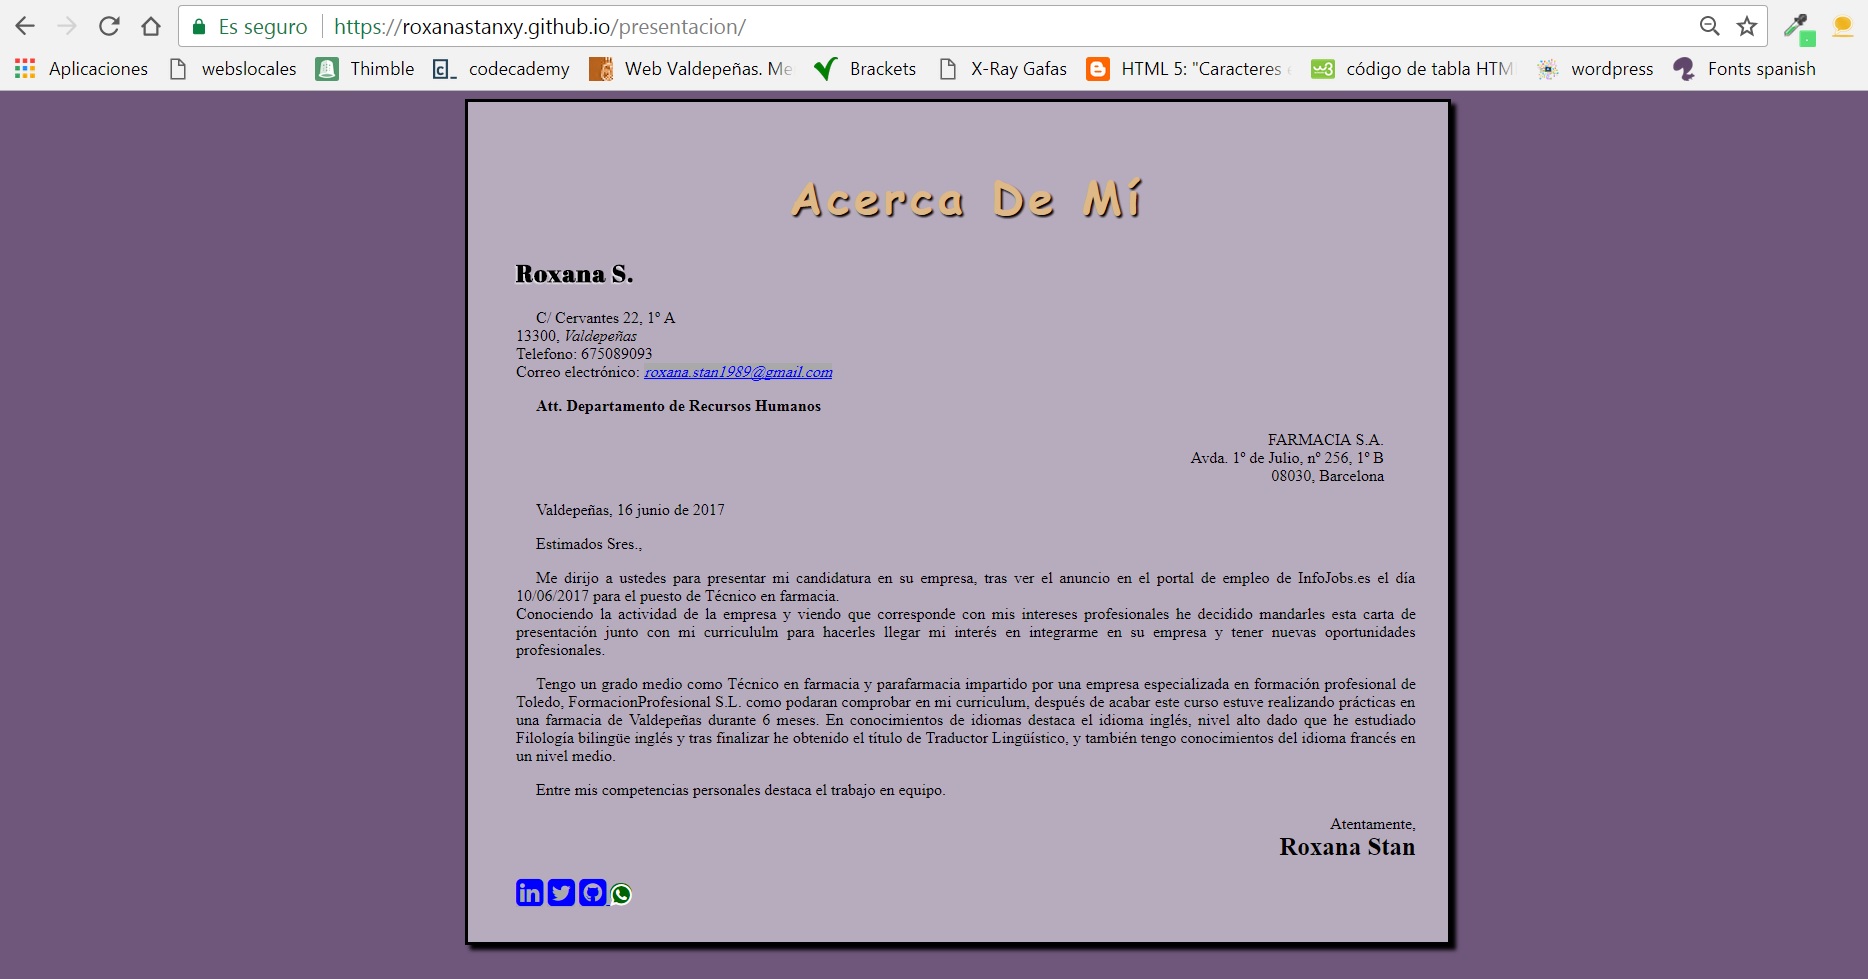 Es seguro https://roxanastanxy.github.io/presentacion/
Aplicaciones webslocales Thimble codecademy Web Valdepeñas. Me Brackets X-Ray Gafas HTML 5: "Caracteres código de tabla HTM wordpress Fonts spanish
Acerca De Mí
Roxana S.
C/ Cervantes 22, 1º A
13300, Valdepeñas
Telefono: 675089093
Correo electrónico: roxana.stan1989@gmail.com
Att. Departamento de Recursos Humanos
FARMACIA S.A.
Avda. 1º de Julio, nº 256, 1º B
08030, Barcelona
Valdepeñas, 16 junio de 2017
Estimados Sres.,
Me dirijo a ustedes para presentar mi candidatura en su empresa, tras ver el anuncio en el portal de empleo de InfoJobs.es el día
10/06/2017 para el puesto de Técnico en farmacia.
Conociendo la actividad de la empresa y viendo que corresponde con mis intereses profesionales he decidido mandarles esta carta de
presentación junto con mi curricululm para hacerles llegar mi interés en integrarme en su empresa y tener nuevas oportunidades
profesionales.
Tengo un grado medio como Técnico en farmacia y parafarmacia impartido por una empresa especializada en formación profesional de
Toledo, FormacionProfesional S.L. como podaran comprobar en mi curriculum, después de acabar este curso estuve realizando prácticas en
una farmacia de Valdepeñas durante 6 meses. En conocimientos de idiomas destaca el idioma inglés, nivel alto dado que he estudiado
Filología bilingüe inglés y tras finalizar he obtenido el título de Traductor Lingüístico, y también tengo conocimientos del idioma francés en
un nivel medio.
Entre mis competencias personales destaca el trabajo en equipo.
Atentamente,
Roxana Stan
in